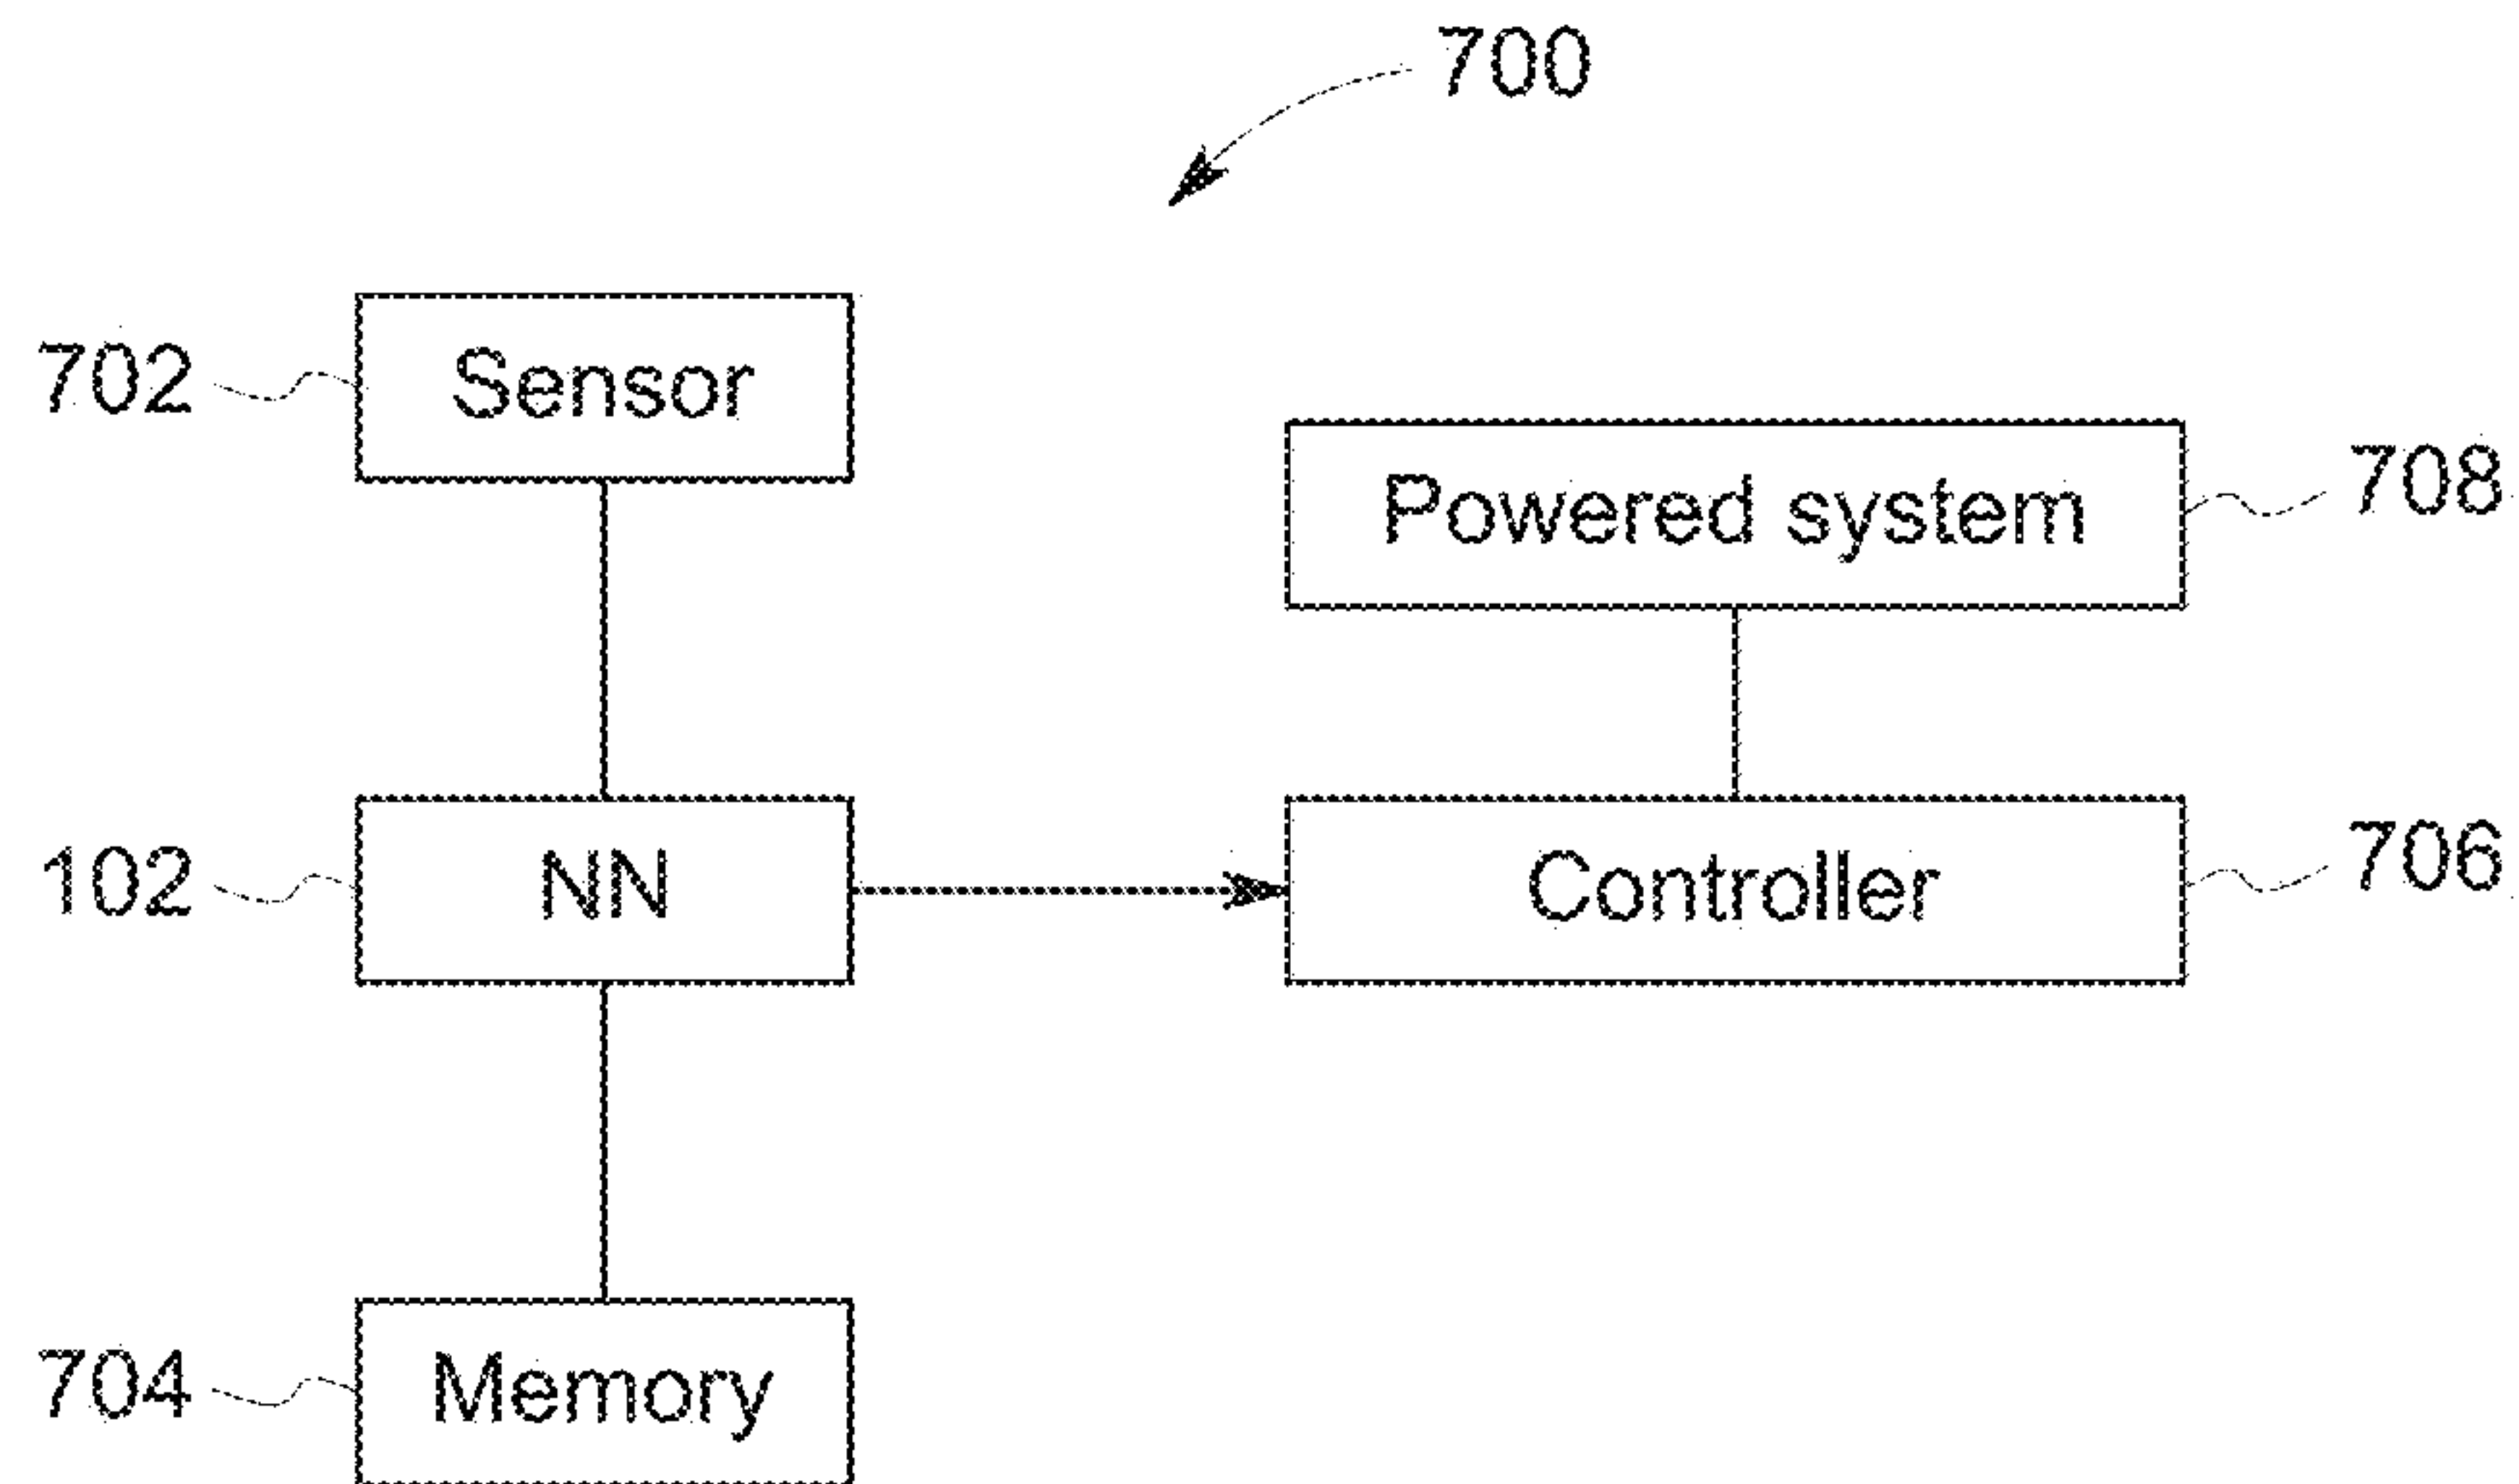 700
702 Sensor
Powered system 708
102 NN Controller 706
704 Memory